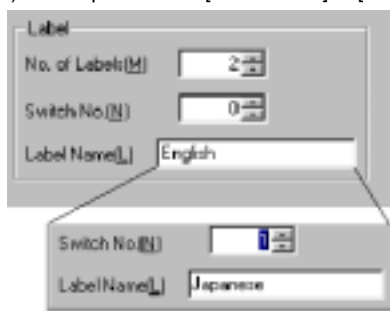 Label
No. of Labels(M) 2
Switch No.(N) 0
Label Name(L) English
Switch No.(N) 1
Label Name(L) Japanese